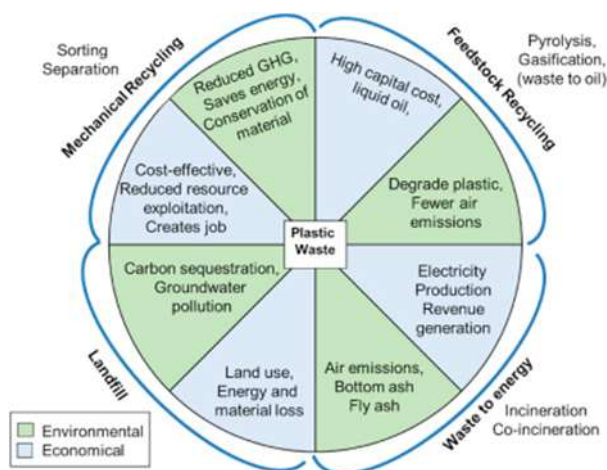 Sorting
Separation
Mechanical Recycling
Reduced GHG,
Saves energy,
Conservation of
material
High capital cost,
liquid oil,
Feedstock Recycling
Pyrolysis,
Gasification,
(waste to oil)
Cost-effective,
Reduced resource
exploitation,
Creates job
Degrade plastic,
Fewer air
emissions
Plastic
Waste
Carbon sequestration,
Groundwater
pollution
Electricity
Production
Revenue
generation
Landfill
Land use,
Energy and
material loss
Air emissions,
Bottom ash
Fly ash
Waste to energy
Incineration
Co-incineration
Environmental
Economical